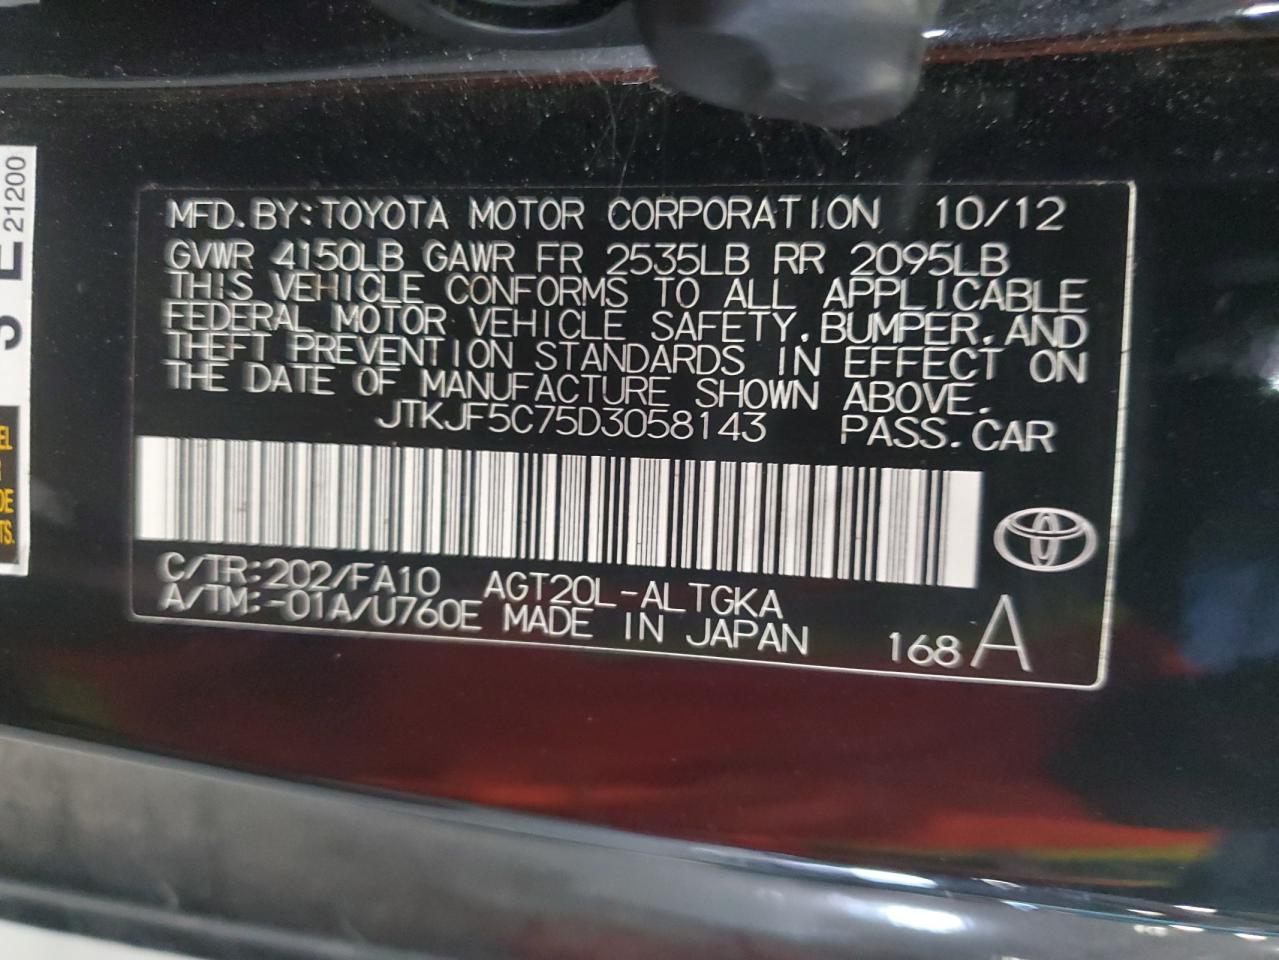 MFD.BY:TOYOTA MOTOR CORPORATION 10/12
GVWR 4150LB GAWR FR 2535LB RR 2095LB
THIS VEHICLE CONFORMS TO ALL APPLICABLE
FEDERAL MOTOR VEHICLE SAFETY,BUMPER,AND
THEFT PREVENTION STANDARDS IN EFFECT ON
THE DATE OF MANUFACTURE SHOWN ABOVE.
JTKJF5C75D3058143 PASS.CAR
C/TR:202/FA10 AGT20L-ALTGKA
A/TM:-01A/U760E MADE IN JAPAN
168 A
21200